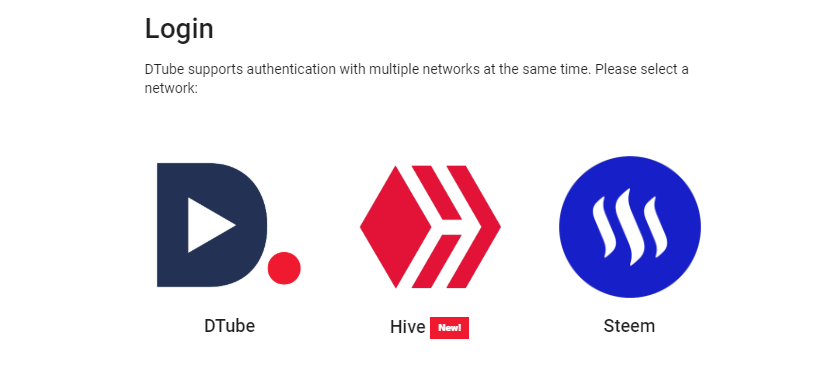 Login
DTube supports authentication with multiple networks at the same time. Please select a
network:
DTube
Hive New!
Steem